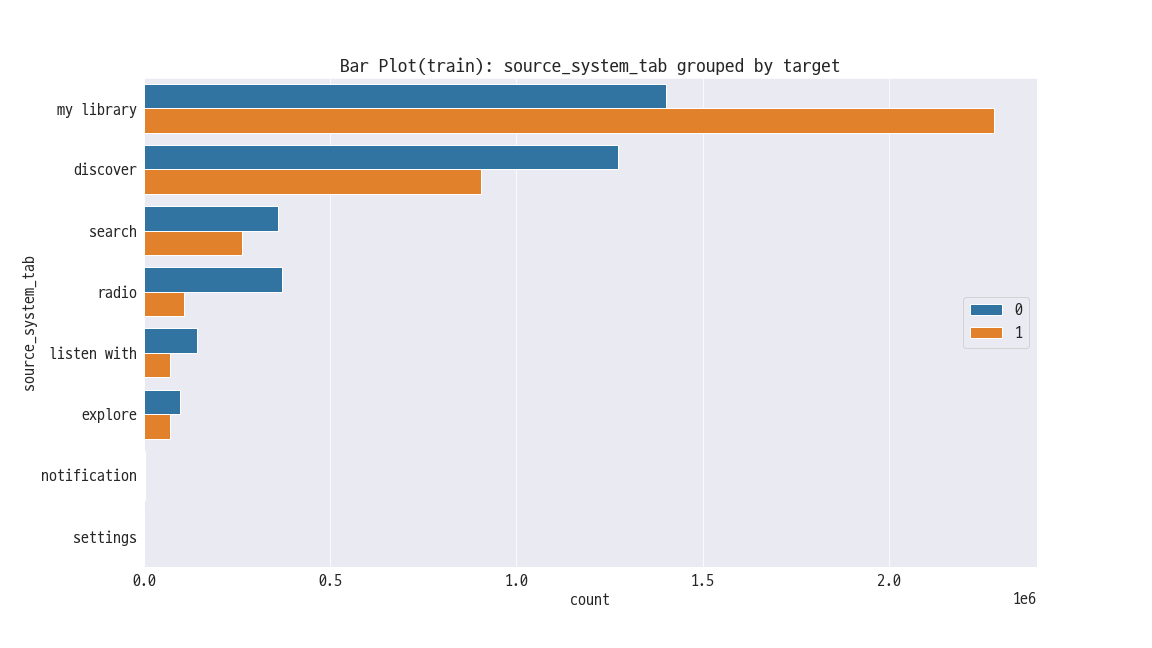 Bar Plot(train): source_system_tab grouped by target
source_system_tab
my library
discover
search
radio
listen with
explore
notification
settings
0
1
0.0 0.5 1.0 1.5 2.0
1e6
count